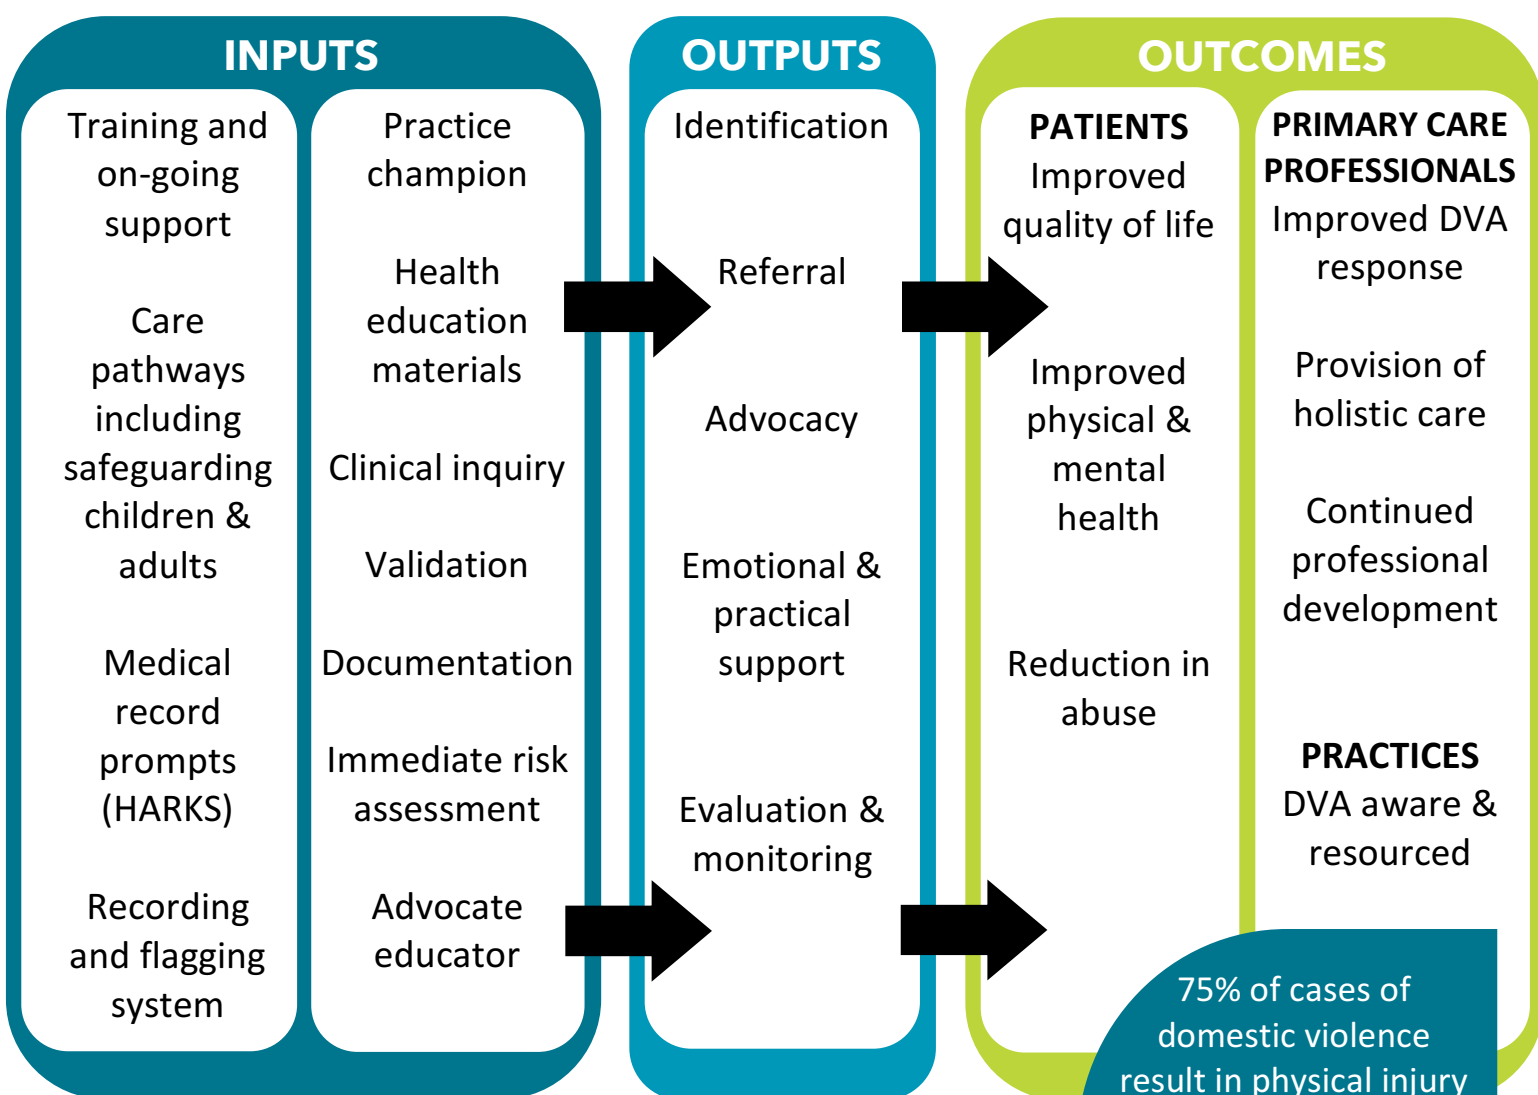 INPUTS
Training and
on-going
support
Care
pathways
including
safeguarding
children &
adults
Medical
record
prompts
(HARKS)
Recording
and flagging
system
Practice
champion
Health
education
materials
Clinical inquiry
Validation
Documentation
Immediate risk
assessment
Advocate
educator
OUTPUTS
Identification
Referral
Advocacy
Emotional &
practical
support
Evaluation &
monitoring
OUTCOMES
PATIENTS
Improved
quality of life
Improved
physical &
mental
health
Reduction in
abuse
PRIMARY CARE
PROFESSIONALS
Improved DVA
response
Provision of
holistic care
Continued
professional
development
PRACTICES
DVA aware &
resourced
75% of cases of
domestic violence
result in physical injury